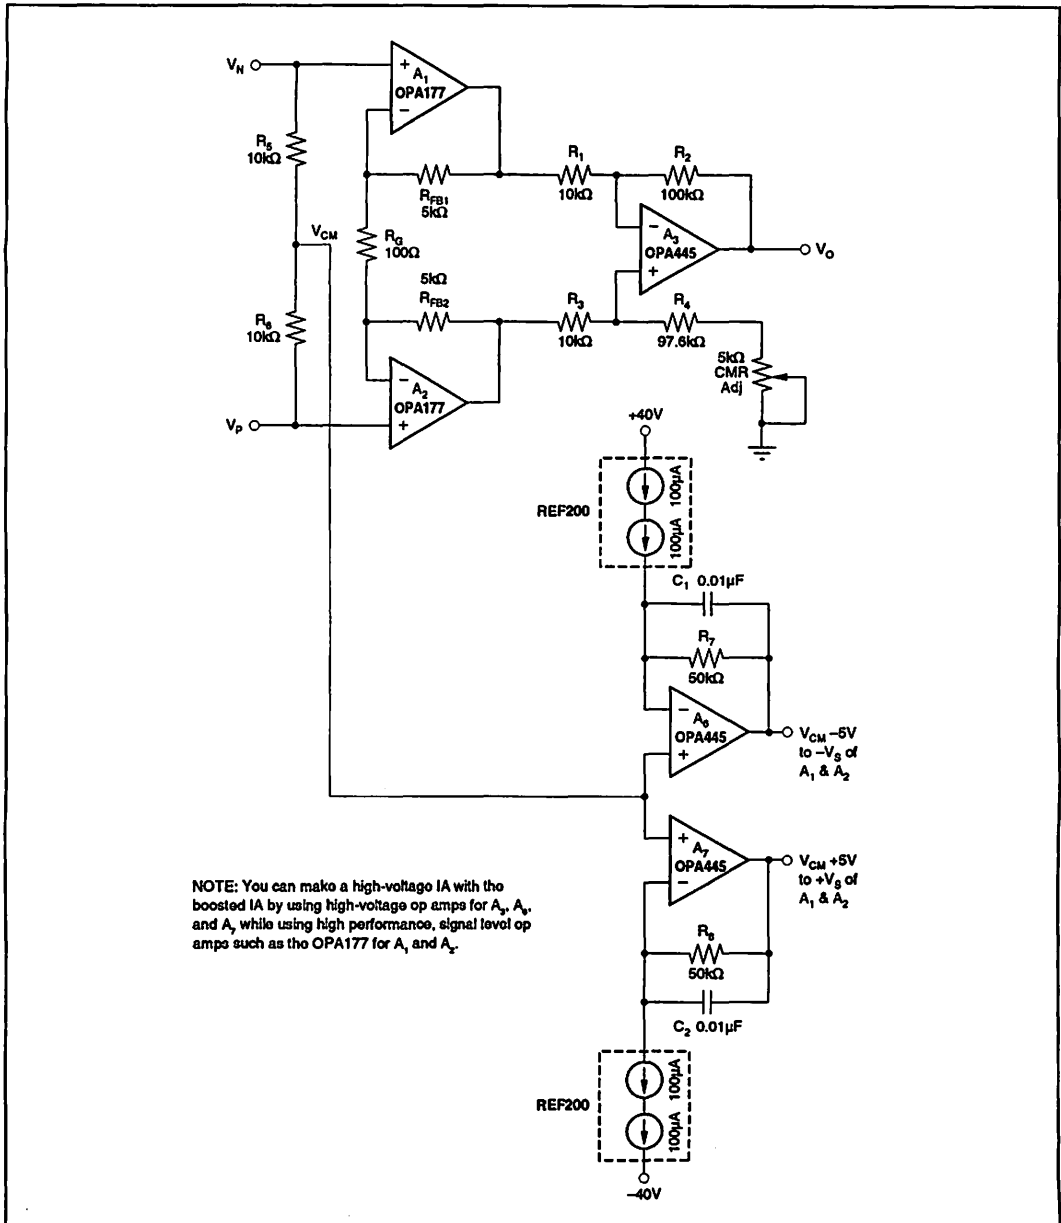 V_N
A_1
OPA177
R_5
10kΩ
R_FB1
5kΩ
R_1
10kΩ
R_2
100kΩ
V_CM
R_G
100Ω
A_3
OPA445
V_O
5kΩ
R_FB2
R_3
10kΩ
R_4
97.6kΩ
R_6
10kΩ
A_2
OPA177
V_P
5kΩ
CMR
Adj
+40V
REF200
100µA
100µA
C_1 0.01µF
R_7
50kΩ
A_6
OPA445
V_CM –5V
to –V_S of
A_1 & A_2
A_7
OPA445
V_CM +5V
to +V_S of
A_1 & A_2
NOTE: You can make a high-voltage IA with the
boosted IA by using high-voltage op amps for A_3, A_6,
and A_7 while using high performance, signal level op
amps such as the OPA177 for A_1 and A_2.
R_8
50kΩ
C_2 0.01µF
REF200
100µA
100µA
–40V